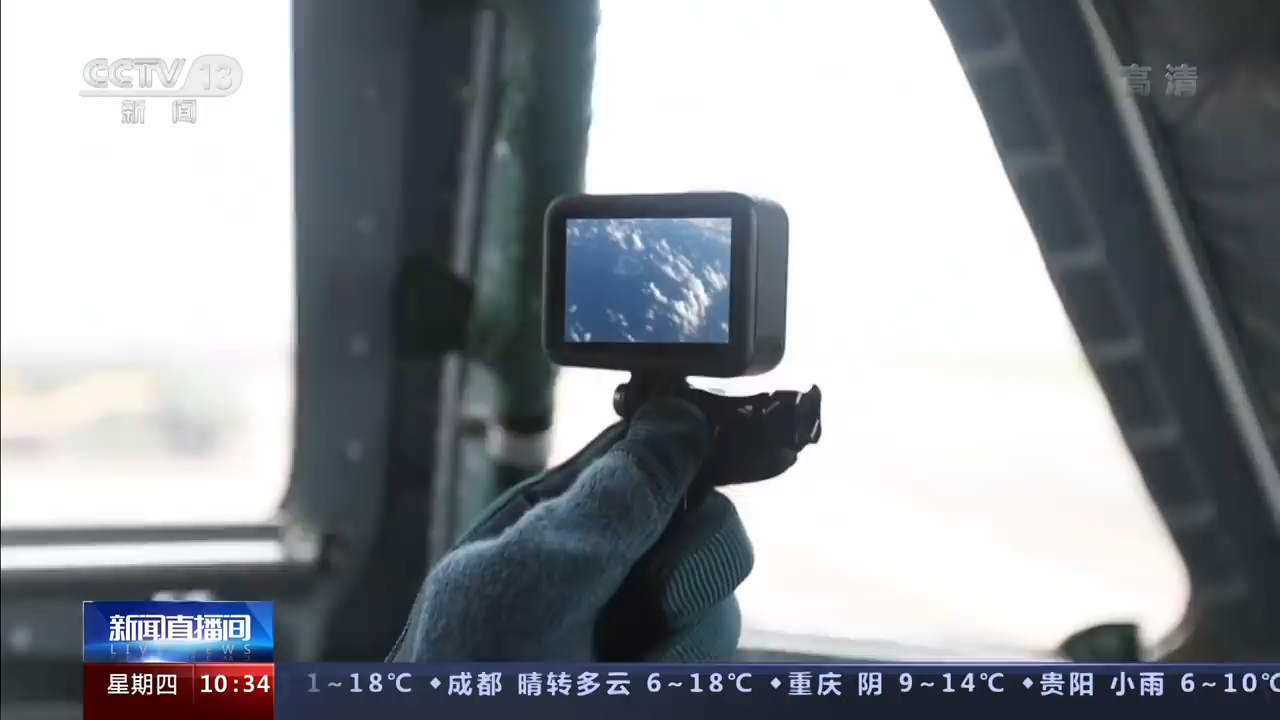 CCTV 13
新闻
高清
新闻直播间
LIVE NEWS
星期四 10:34
1~18℃ ◆成都 晴转多云 6~18℃ ◆重庆 阴 9~14℃ ◆贵阳 小雨 6~10℃